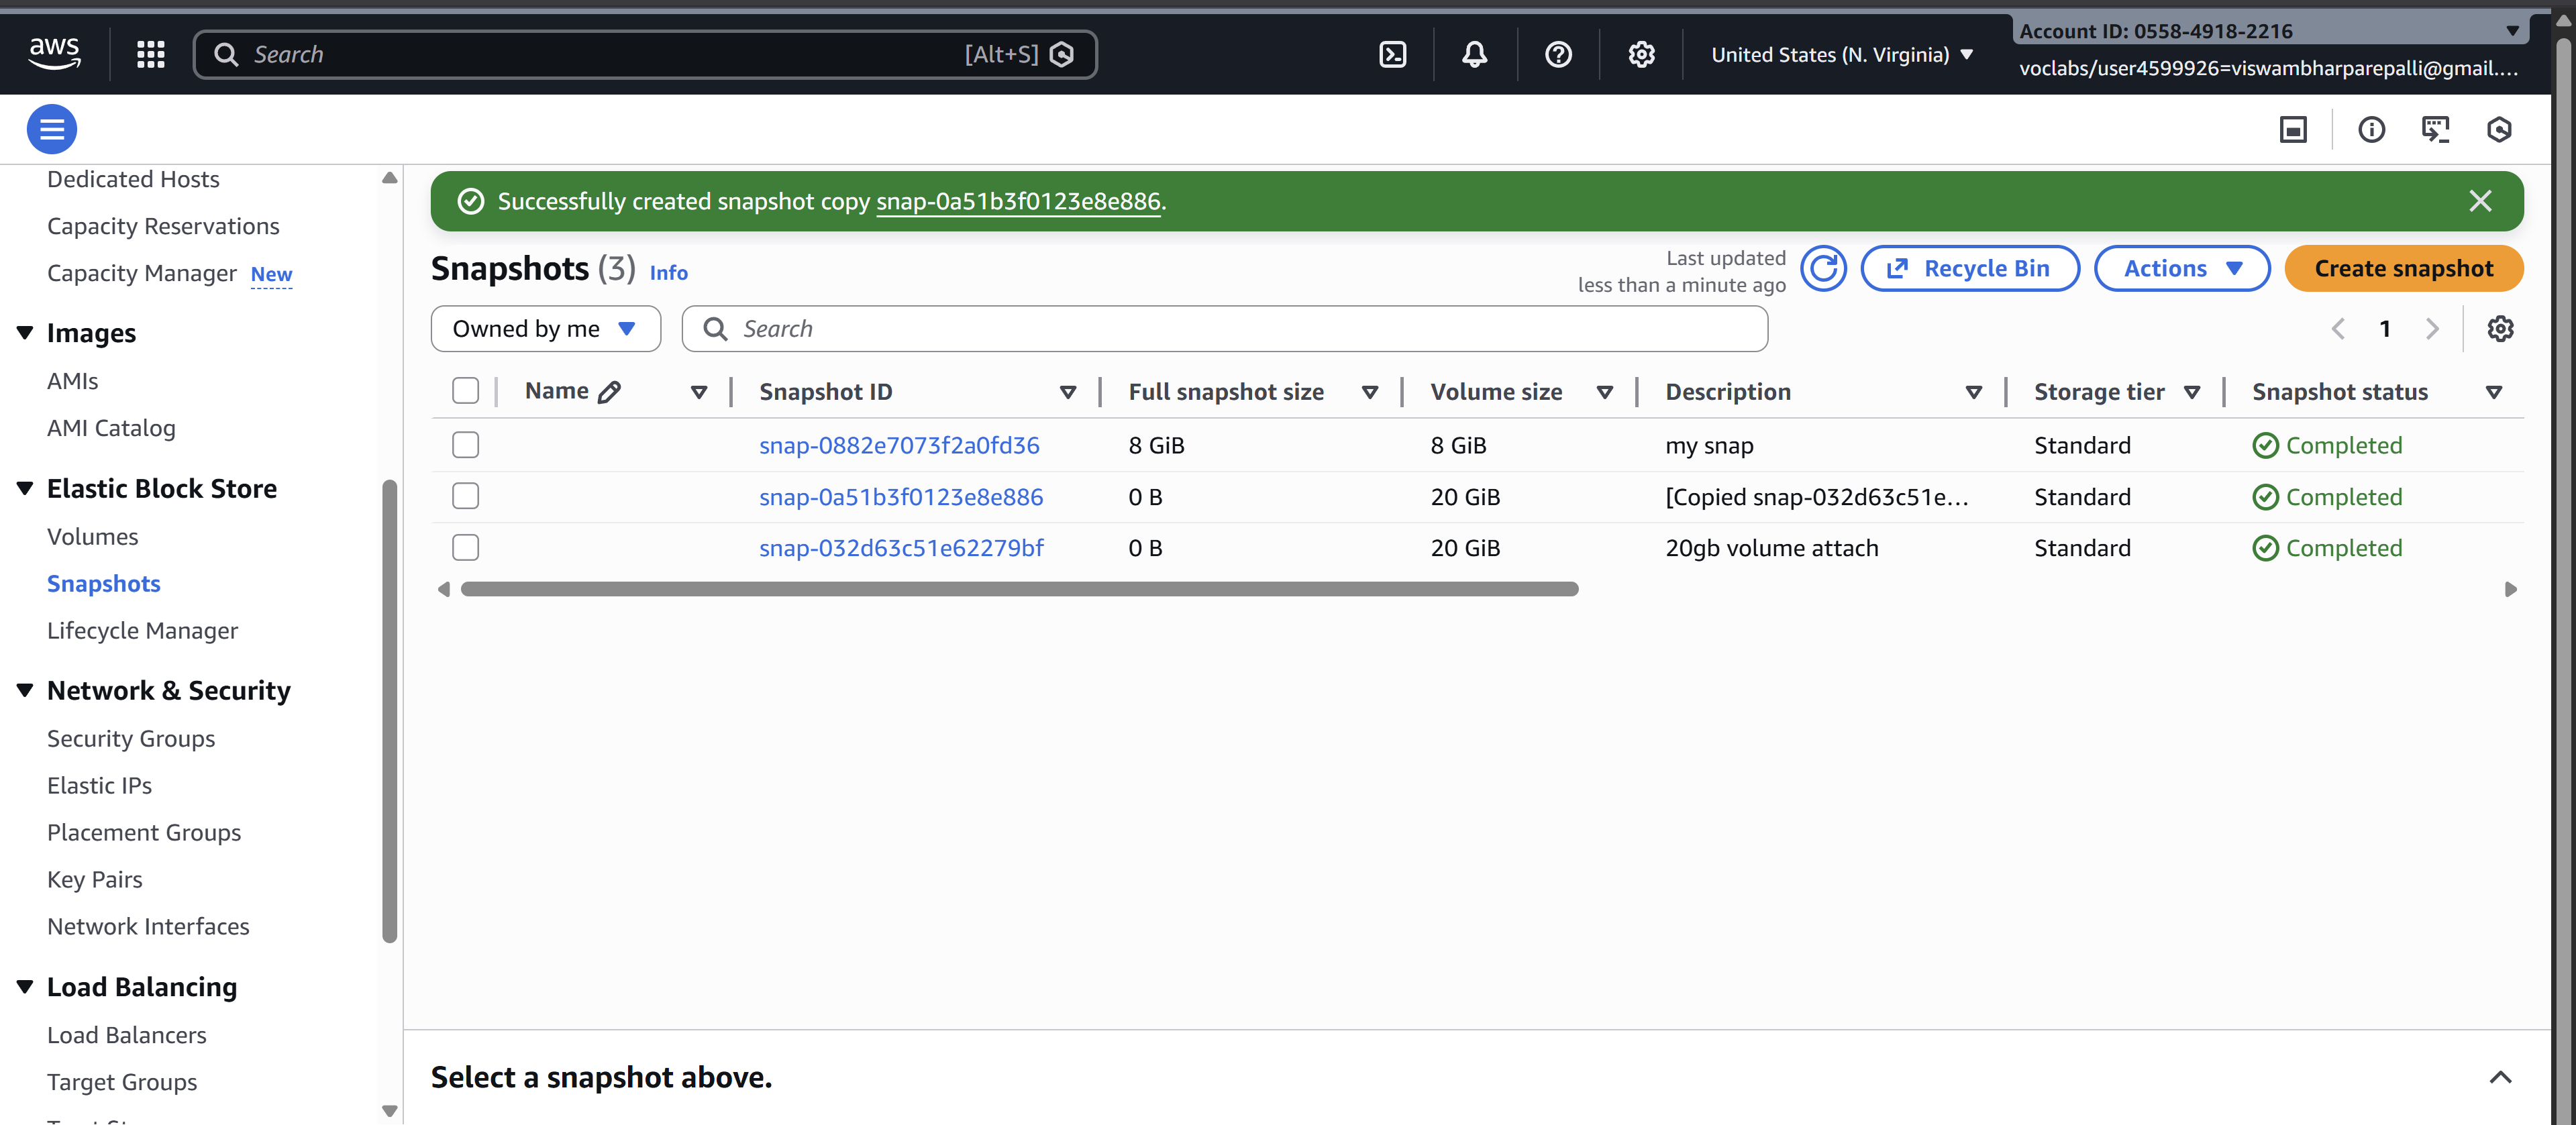 aws
Search [Alt+S]
United States (N. Virginia)
Account ID: 0558-4918-2216
voclabs/user4599926=viswambharparepalli@gmail....
Dedicated Hosts
Capacity Reservations
Capacity Manager New
Images
AMIs
AMI Catalog
Elastic Block Store
Volumes
Snapshots
Lifecycle Manager
Network & Security
Security Groups
Elastic IPs
Placement Groups
Key Pairs
Network Interfaces
Load Balancing
Load Balancers
Target Groups
Successfully created snapshot copy snap-0a51b3f0123e8e886.
Snapshots (3) Info
Last updated
less than a minute ago
Recycle Bin
Actions
Create snapshot
Owned by me
Search
1
Name Snapshot ID Full snapshot size Volume size Description Storage tier Snapshot status
snap-0882e7073f2a0fd36 8 GiB 8 GiB my snap Standard Completed
snap-0a51b3f0123e8e886 0 B 20 GiB [Copied snap-032d63c51e... Standard Completed
snap-032d63c51e62279bf 0 B 20 GiB 20gb volume attach Standard Completed
Select a snapshot above.